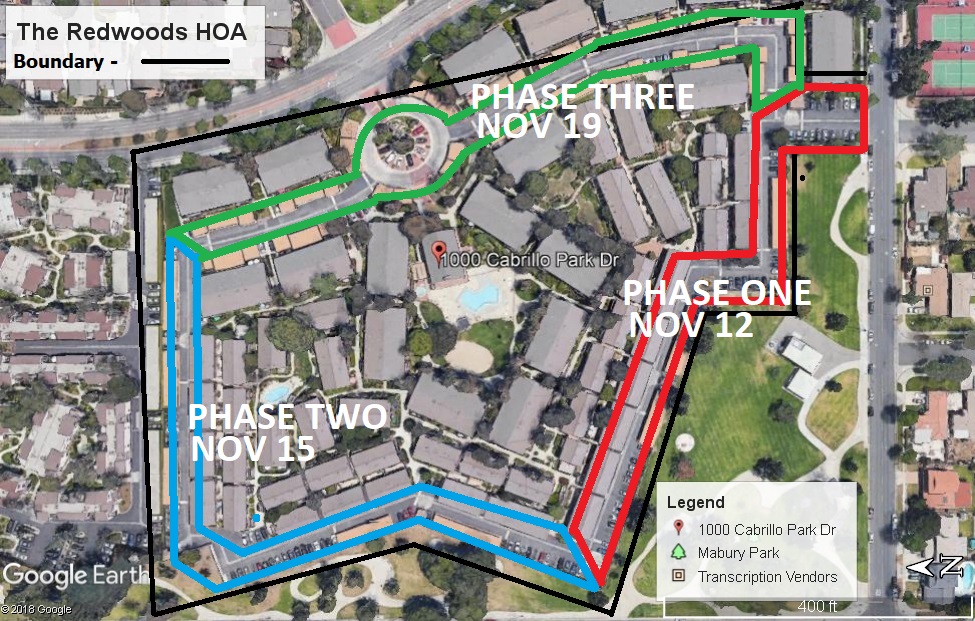 The Redwoods HOA
Boundary -
PHASE THREE
NOV 19
1000 Cabrillo Park Dr
PHASE ONE
NOV 12
PHASE TWO
NOV 15
Legend
1000 Cabrillo Park Dr
Mabury Park
Transcription Vendors
N
Google Earth
©2018 Google
400 ft